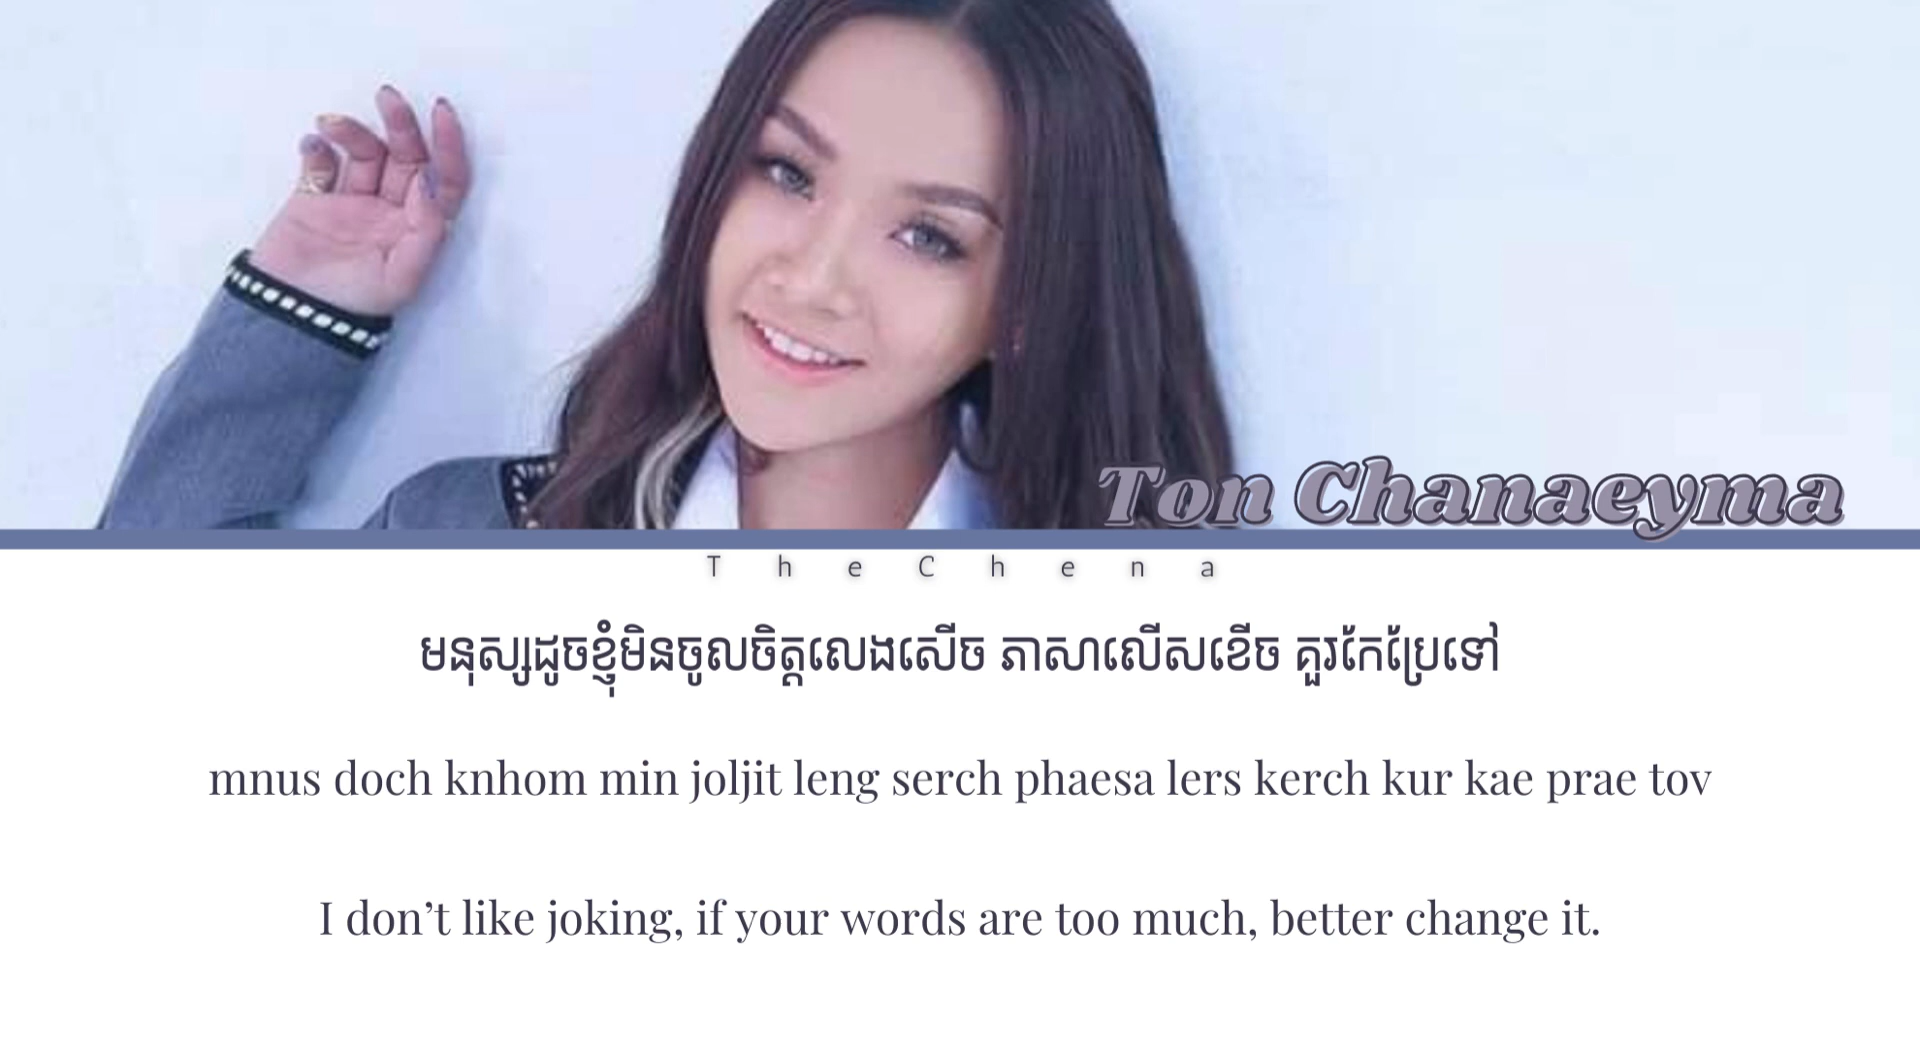 Ton Chanaeyma
TheChena
មនុស្សដូចខ្ញុំមិនចូលចិត្តលេងសើច ភាសាលើសខើច គួរកែប្រែទៅ
mnus doch knhom min joljit leng serch phaesa lers kerch kur kae prae tov
I don’t like joking, if your words are too much, better change it.